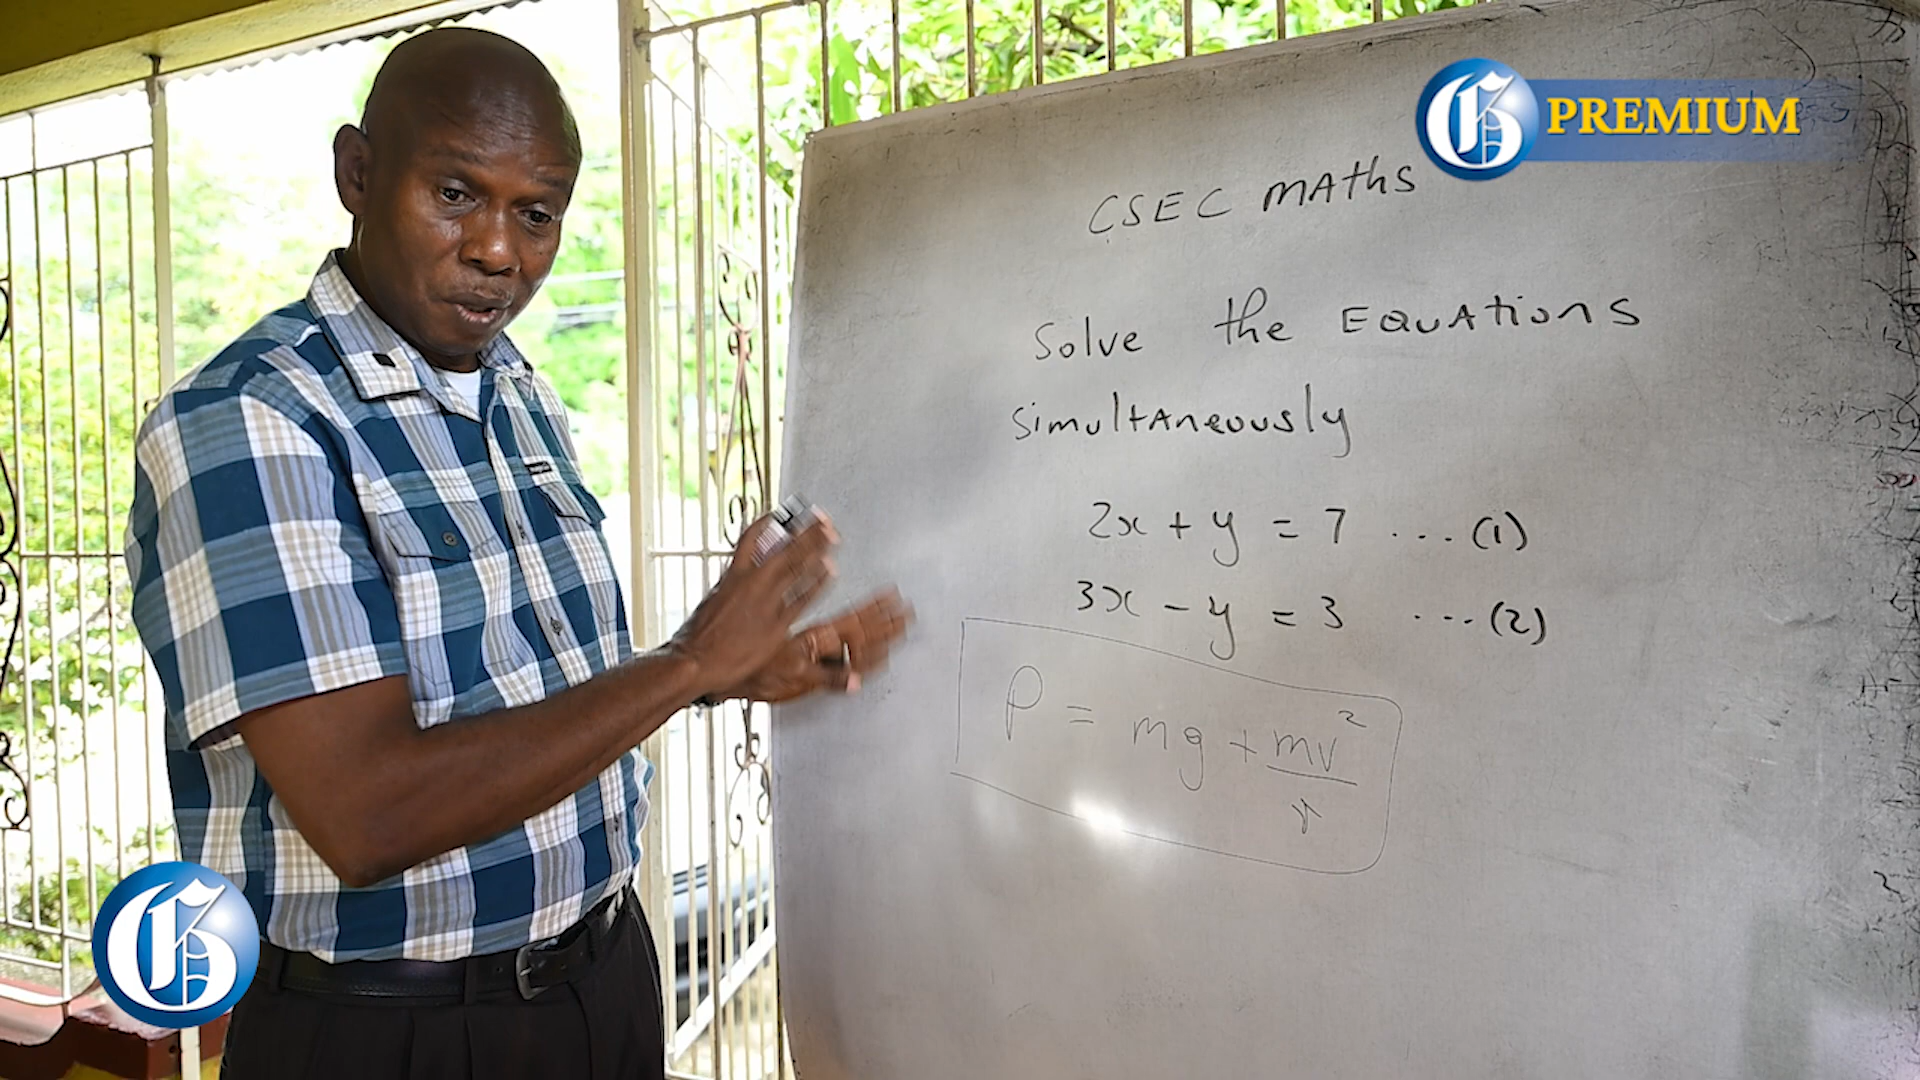 G PREMIUM
CSEC MAths
Solve the EQUAtionS
simultAneously
2x + y = 7 ... (1)
3x - y = 3 ... (2)
P = mg + mv²/r
G